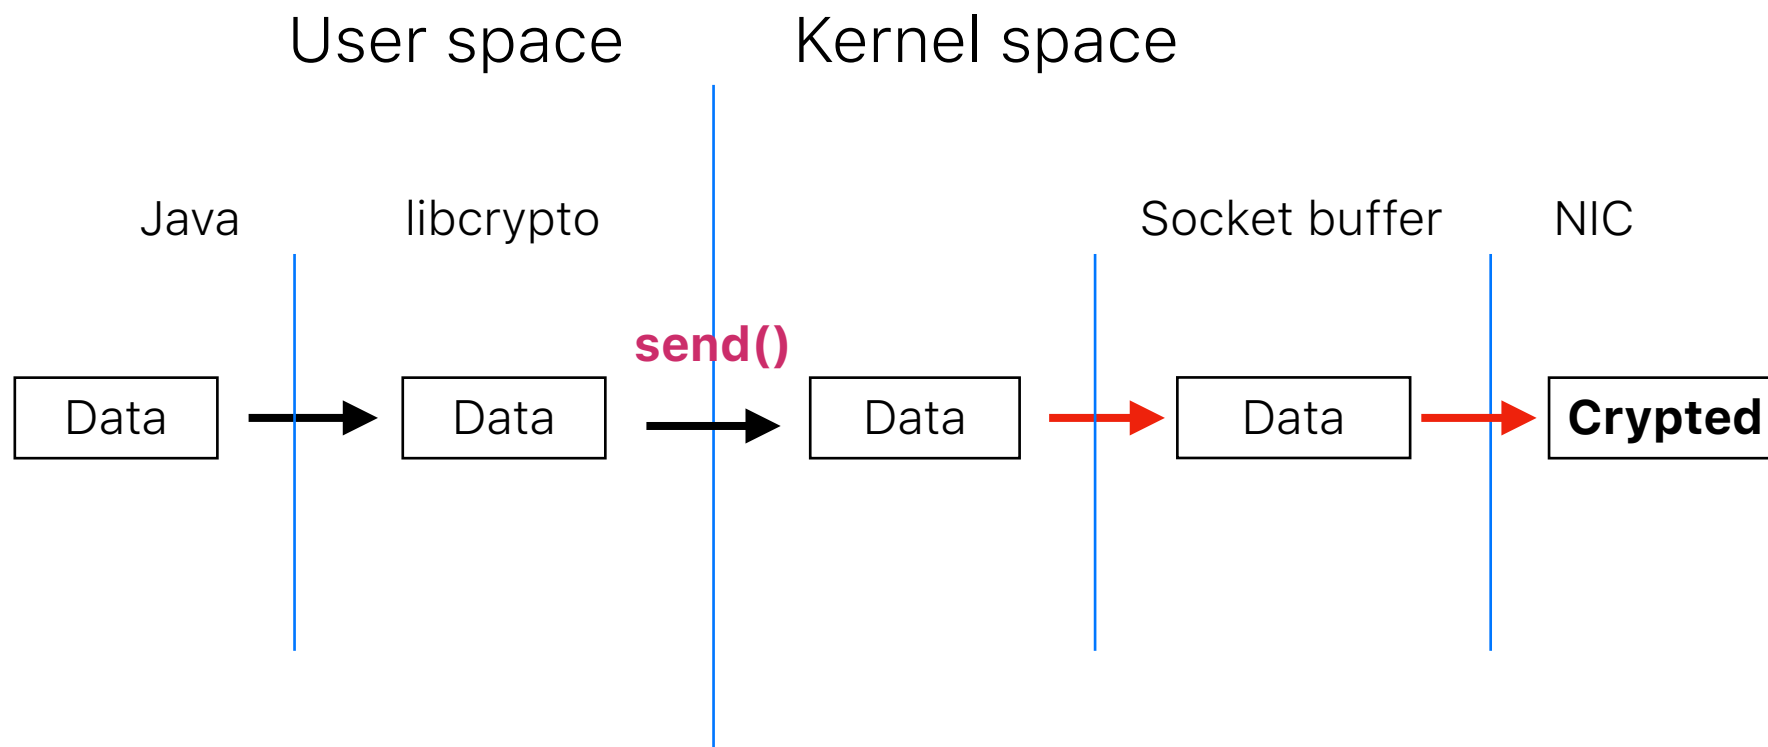 User space
Kernel space
Java
libcrypto
Socket buffer
NIC
send()
Data
Data
Data
Data
Crypted